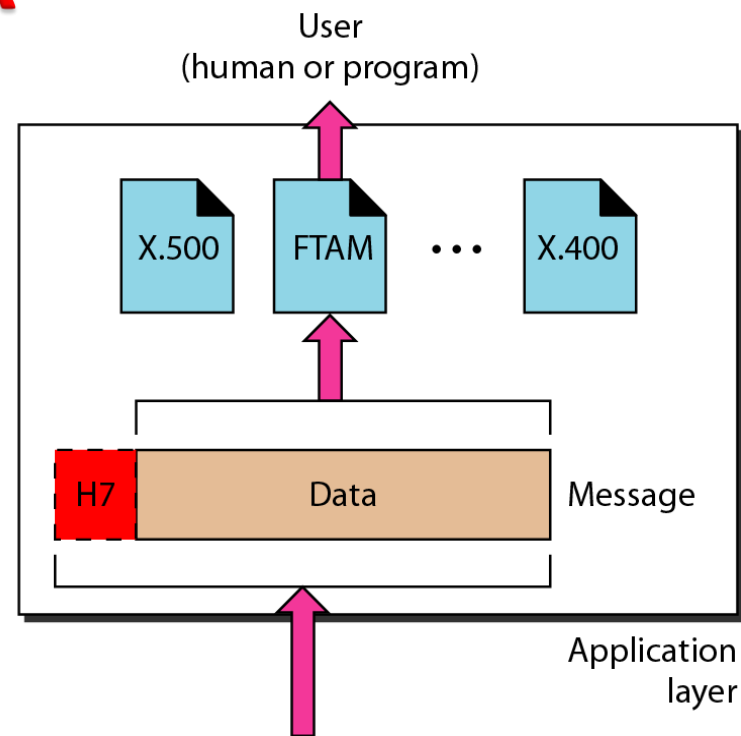 User
(human or program)
X.500 FTAM ... X.400
H7 Data Message
Application
layer